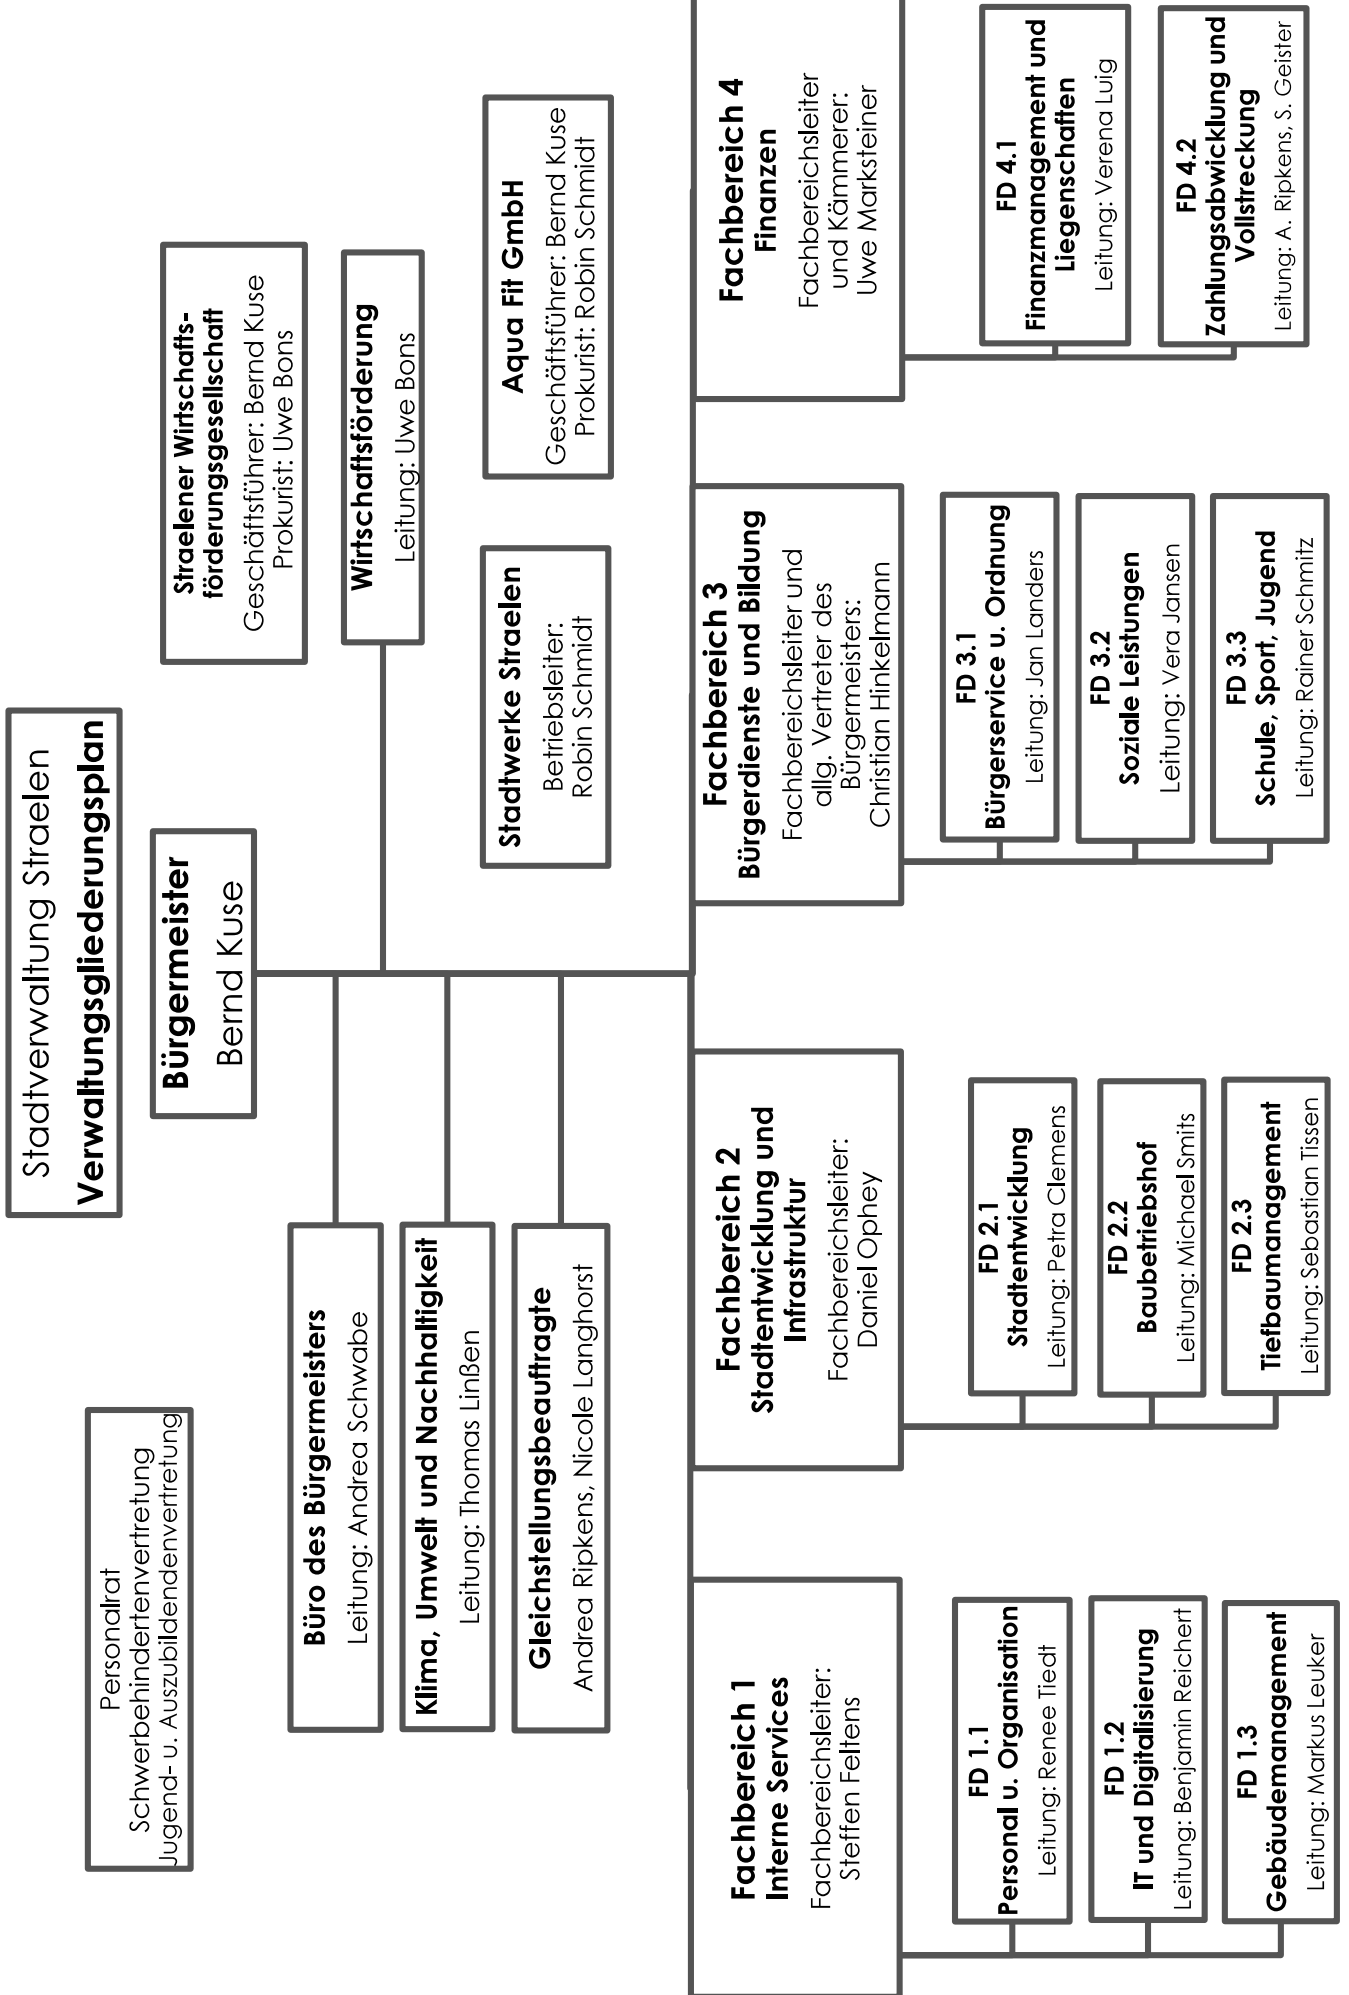 Stadtverwaltung Straelen
Verwaltungsgliederungsplan
Personalrat
Schwerbehindertenvertretung
Jugend- u. Auszubildendenvertretung
Bürgermeister
Bernd Kuse
Straelener Wirtschafts-
förderungsgesellschaft
Geschäftsführer: Bernd Kuse
Prokurist: Uwe Bons
Büro des Bürgermeisters
Leitung: Andrea Schwabe
Wirtschaftsförderung
Leitung: Uwe Bons
Klima, Umwelt und Nachhaltigkeit
Leitung: Thomas Linßen
Gleichstellungsbeauftragte
Andrea Ripkens, Nicole Langhorst
Stadtwerke Straelen
Betriebsleiter:
Robin Schmidt
Aqua Fit GmbH
Geschäftsführer: Bernd Kuse
Prokurist: Robin Schmidt
Fachbereich 1
Interne Services
Fachbereichsleiter:
Steffen Feltens
FD 1.1
Personal u. Organisation
Leitung: Renee Tiedt
FD 1.2
IT und Digitalisierung
Leitung: Benjamin Reichert
FD 1.3
Gebäudemanagement
Leitung: Markus Leuker
Fachbereich 2
Stadtentwicklung und
Infrastruktur
Fachbereichsleiter:
Daniel Ophey
FD 2.1
Stadtentwicklung
Leitung: Petra Clemens
FD 2.2
Baubetriebshof
Leitung: Michael Smits
FD 2.3
Tiefbaumanagement
Leitung: Sebastian Tissen
Fachbereich 3
Bürgerdienste und Bildung
Fachbereichsleiter und
allg. Vertreter des
Bürgermeisters:
Christian Hinkelmann
FD 3.1
Bürgerservice u. Ordnung
Leitung: Jan Landers
FD 3.2
Soziale Leistungen
Leitung: Vera Jansen
FD 3.3
Schule, Sport, Jugend
Leitung: Rainer Schmitz
Fachbereich 4
Finanzen
Fachbereichsleiter
und Kämmerer:
Uwe Marksteiner
FD 4.1
Finanzmanagement und
Liegenschaften
Leitung: Verena Luig
FD 4.2
Zahlungsabwicklung und
Vollstreckung
Leitung: A. Ripkens, S. Geister